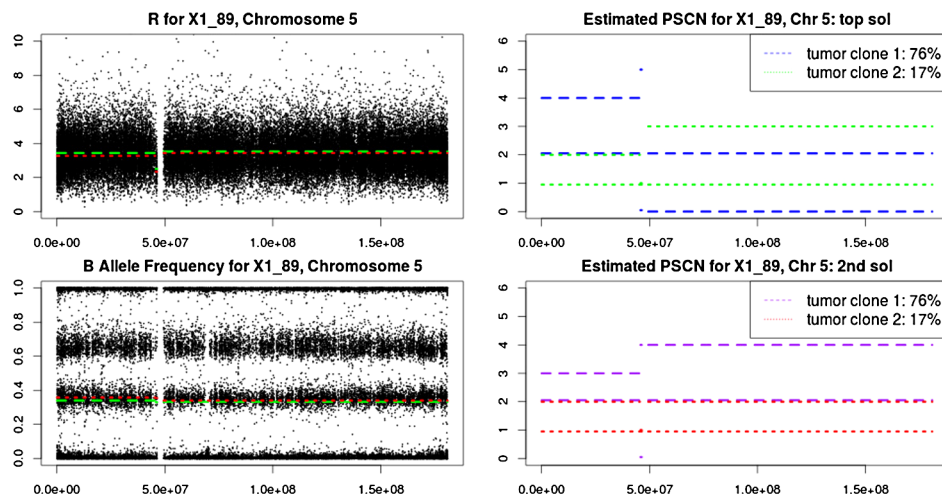 R for X1_89, Chromosome 5
10
8
6
4
2
0
0.0e+00 5.0e+07 1.0e+08 1.5e+08
Estimated PSCN for X1_89, Chr 5: top sol
6
5
4
3
2
1
0
tumor clone 1: 76%
tumor clone 2: 17%
0.0e+00 5.0e+07 1.0e+08 1.5e+08
B Allele Frequency for X1_89, Chromosome 5
1.0
0.8
0.6
0.4
0.2
0.0
0.0e+00 5.0e+07 1.0e+08 1.5e+08
Estimated PSCN for X1_89, Chr 5: 2nd sol
6
5
4
3
2
1
0
tumor clone 1: 76%
tumor clone 2: 17%
0.0e+00 5.0e+07 1.0e+08 1.5e+08